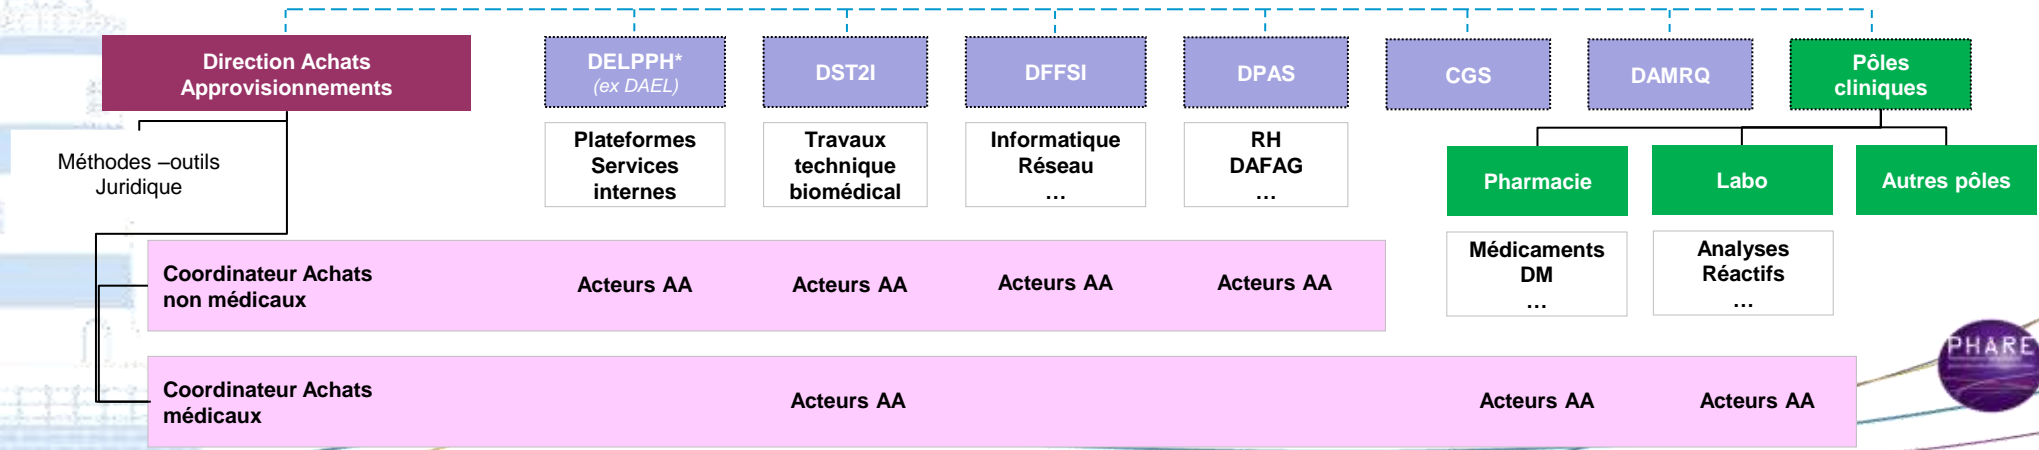 Direction Achats
Approvisionnements
DELPPH*
(ex DAEL)
DST2I
DFFSI
DPAS
CGS
DAMRQ
Pôles
cliniques
Méthodes –outils
Juridique
Plateformes
Services
internes
Travaux
technique
biomédical
Informatique
Réseau
…
RH
DAFAG
…
Pharmacie
Labo
Autres pôles
Médicaments
DM
…
Analyses
Réactifs
…
Coordinateur Achats
non médicaux
Acteurs AA
Acteurs AA
Acteurs AA
Acteurs AA
Coordinateur Achats
médicaux
Acteurs AA
Acteurs AA
Acteurs AA
PHARE